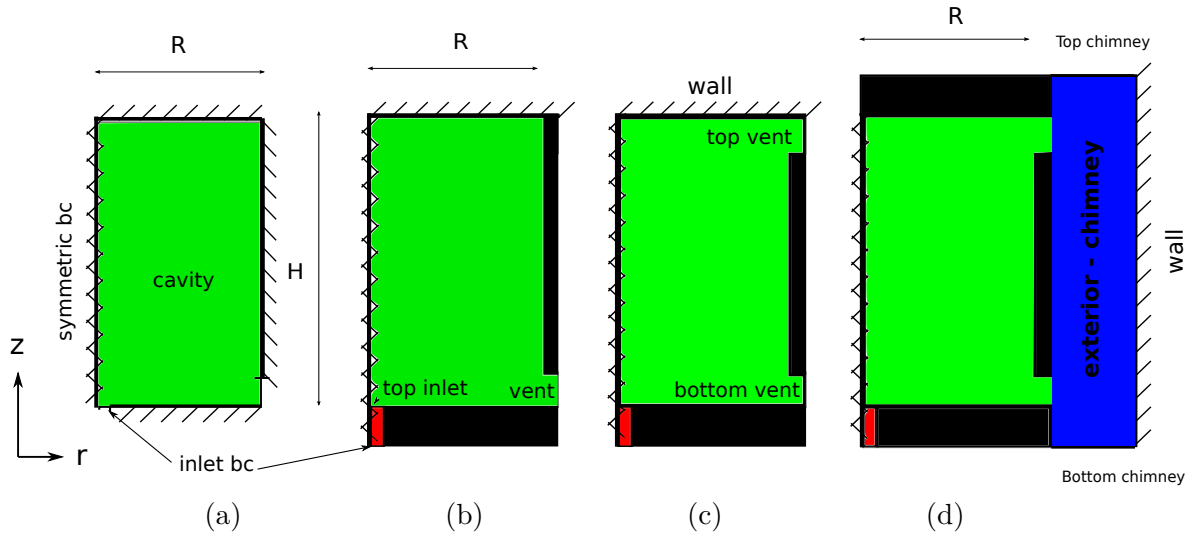 R
R
R
Top chimney
wall
top vent
symmetric bc
cavity
H
exterior - chimney
wall
z
top inlet
vent
bottom vent
r
inlet bc
Bottom chimney
(a)
(b)
(c)
(d)